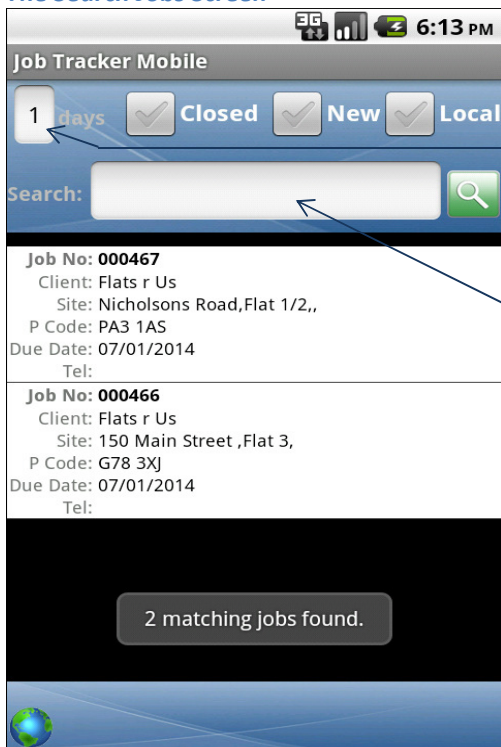 The Search Jobs Screen
3G 6:13 PM
Job Tracker Mobile
1 days Closed New Local
Search:
Job No: 000467
Client: Flats r Us
Site: Nicholsons Road,Flat 1/2,,
P Code: PA3 1AS
Due Date: 07/01/2014
Tel:
Job No: 000466
Client: Flats r Us
Site: 150 Main Street ,Flat 3,
P Code: G78 3XJ
Due Date: 07/01/2014
Tel:
2 matching jobs found.